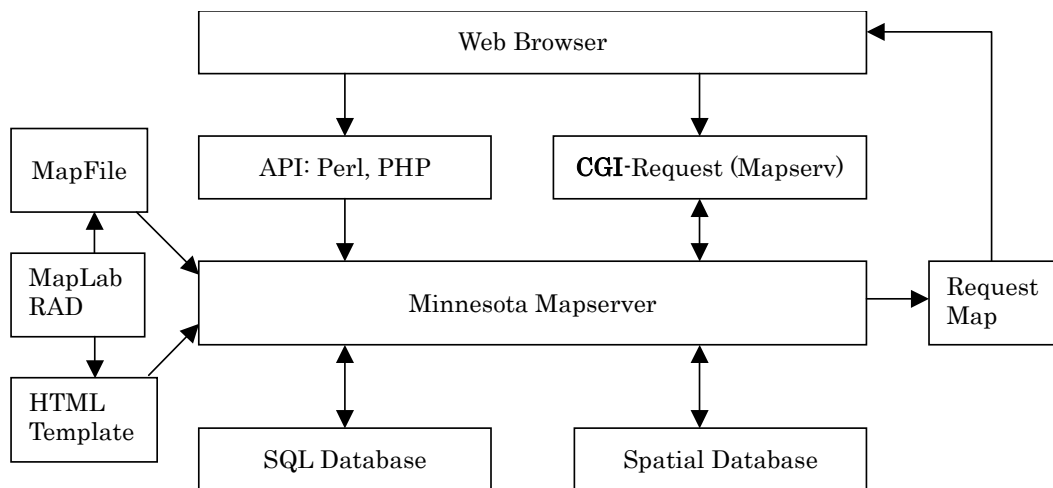 Web Browser
MapFile
API: Perl, PHP
CGI-Request (Mapserv)
MapLab
RAD
Minnesota Mapserver
Request
Map
HTML
Template
SQL Database
Spatial Database